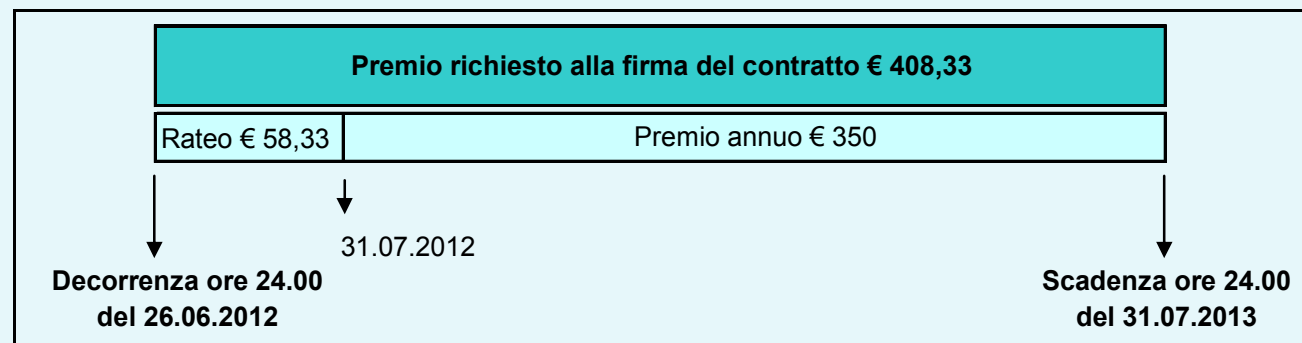 Premio richiesto alla firma del contratto € 408,33
Rateo € 58,33
Premio annuo € 350
31.07.2012
Decorrenza ore 24.00
del 26.06.2012
Scadenza ore 24.00
del 31.07.2013